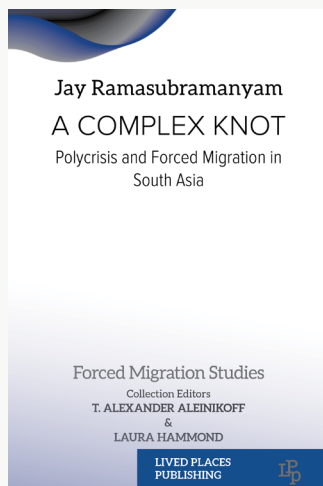 Jay Ramasubramanyam
A COMPLEX KNOT
Polycrisis and Forced Migration in
South Asia
Forced Migration Studies
Collection Editors
T. ALEXANDER ALEINIKOFF
&
LAURA HAMMOND
LIVED PLACES
PUBLISHING
LPP